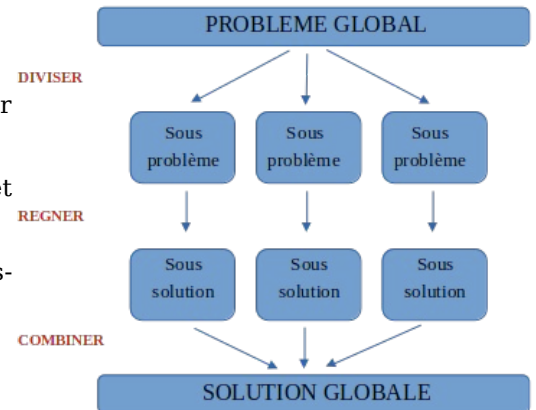 PROBLEME GLOBAL
DIVISER
r
Sous
problème
Sous
problème
Sous
problème
et
REGNER
s-
Sous
solution
Sous
solution
Sous
solution
COMBINER
SOLUTION GLOBALE